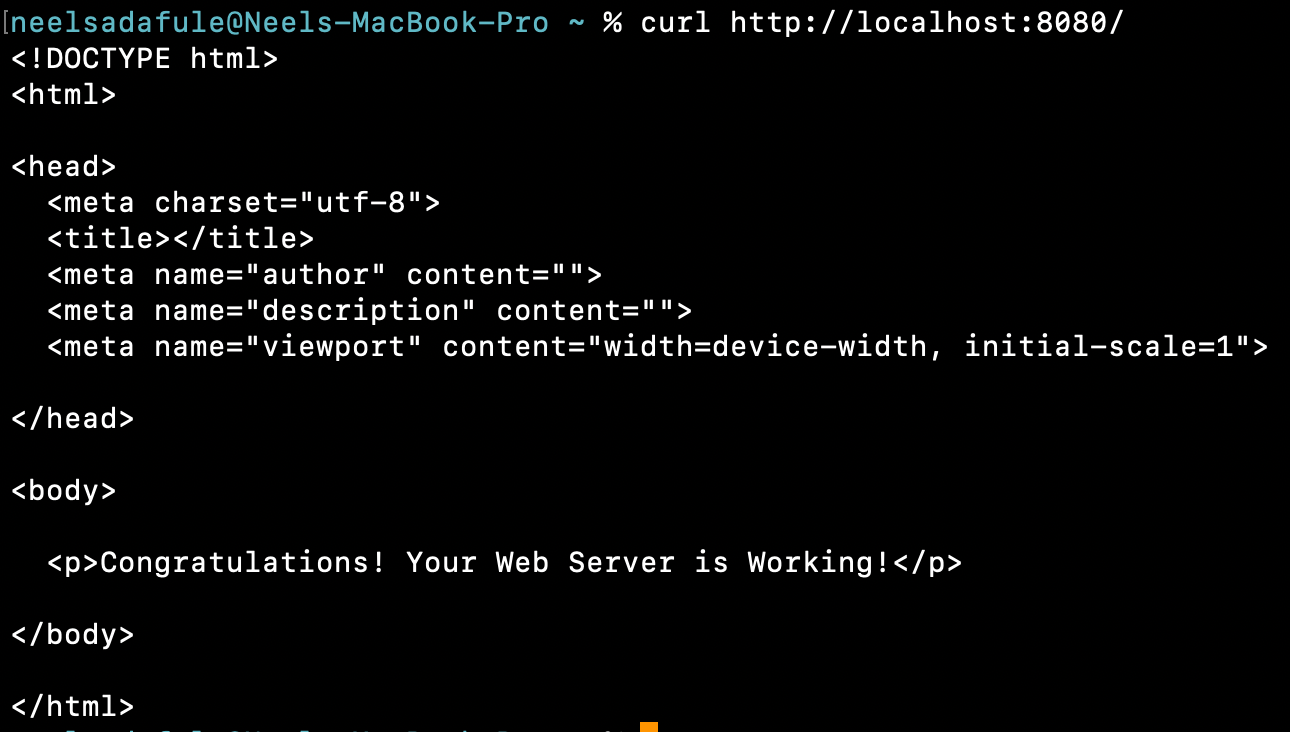 [neelsadafule@Neels-MacBook-Pro ~ % curl http://localhost:8080/
<!DOCTYPE html>
<html>
<head>
  <meta charset="utf-8">
  <title></title>
  <meta name="author" content="">
  <meta name="description" content="">
  <meta name="viewport" content="width=device-width, initial-scale=1">
</head>
<body>
  <p>Congratulations! Your Web Server is Working!</p>
</body>
</html>